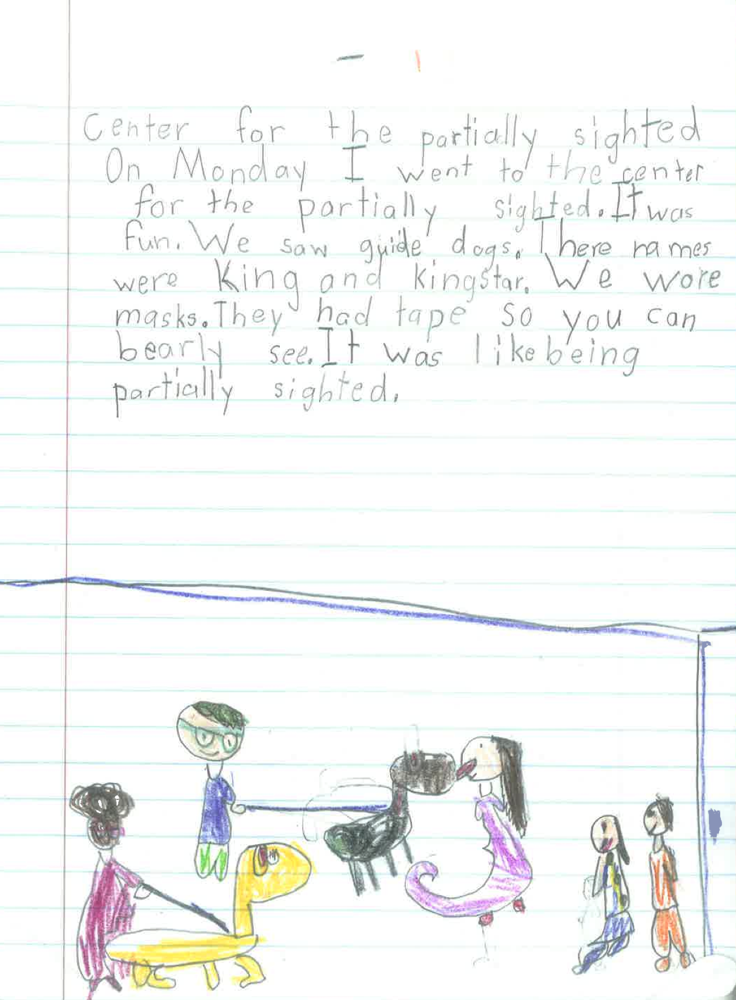 Center for the partially sighted
On Monday I went to the center
for the partially sighted. It was
fun. We saw guide dogs. There names
were King and kingstar. We wore
masks. They had tape so you can
bearly see. It was like being
partially sighted.